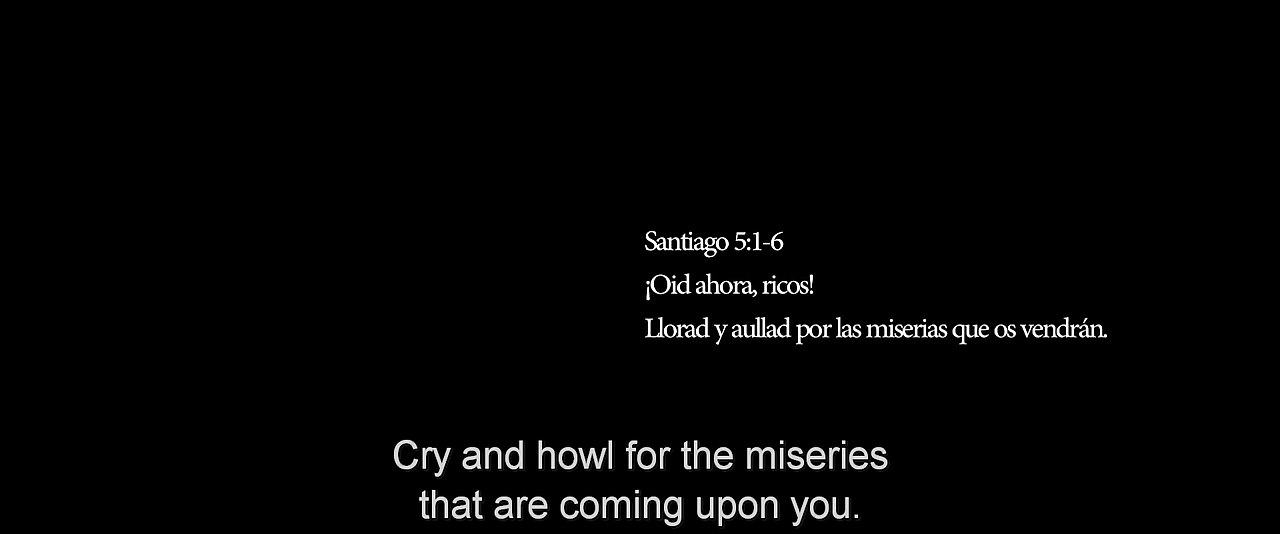 Santiago 5:1-6
¡Oid ahora, ricos!
Llorad y aullad por las miserias que os vendrán.
Cry and howl for the miseries
that are coming upon you.